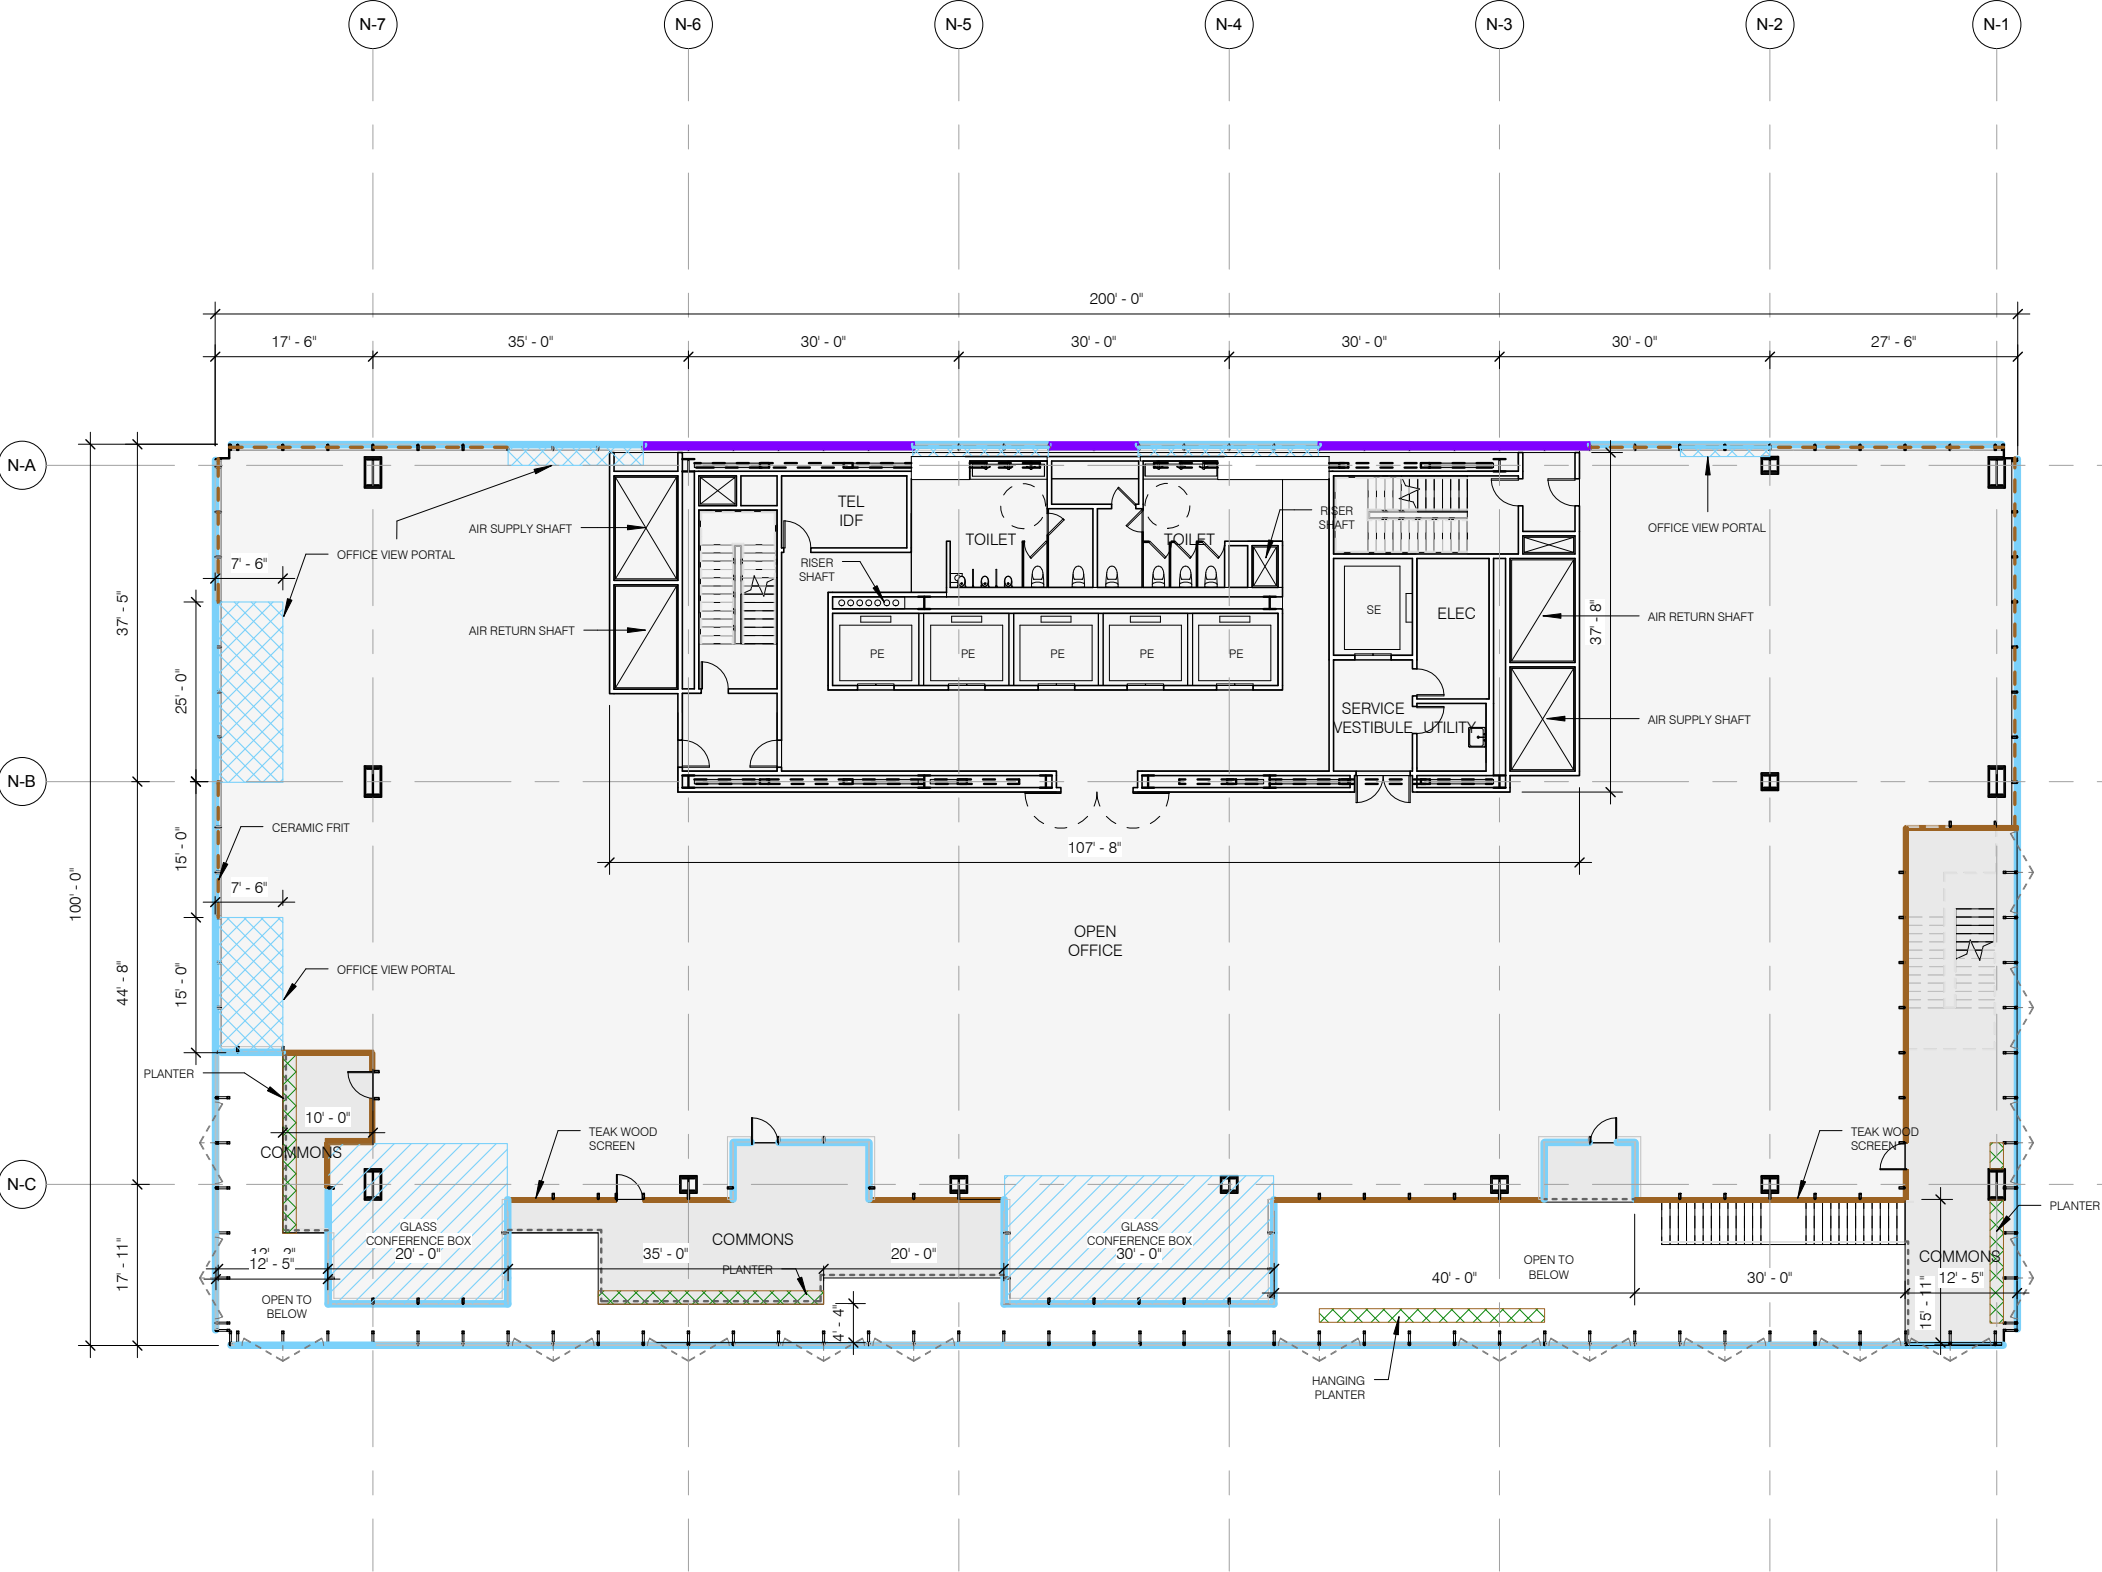 N-7
N-6
N-5
N-4
N-3
N-2
N-1
200' - 0"
17' - 6"
35' - 0"
30' - 0"
30' - 0"
30' - 0"
30' - 0"
27' - 6"
N-A
TEL
IDF
AIR SUPPLY SHAFT
RISER
SHAFT
OFFICE VIEW PORTAL
TOILET
TOILET
OFFICE VIEW PORTAL
7' - 6"
RISER
SHAFT
37' - 5"
SE
ELEC
37' - 8"
AIR RETURN SHAFT
AIR RETURN SHAFT
PE
PE
PE
PE
PE
25' - 0"
SERVICE
VESTIBULE
UTILITY
AIR SUPPLY SHAFT
N-B
CERAMIC FRIT
15' - 0"
107' - 8"
7' - 6"
100' - 0"
OPEN
OFFICE
44' - 8"
15' - 0"
OFFICE VIEW PORTAL
PLANTER
10' - 0"
TEAK WOOD
SCREEN
TEAK WOOD
SCREEN
COMMONS
N-C
PLANTER
GLASS
CONFERENCE BOX
20' - 0"
COMMONS
GLASS
CONFERENCE BOX
30' - 0"
35' - 0"
20' - 0"
12' - 5"
17' - 11"
PLANTER
OPEN TO
BELOW
COMMONS
40' - 0"
30' - 0"
12' - 5"
OPEN TO
BELOW
4' - 4"
15' - 11"
HANGING
PLANTER